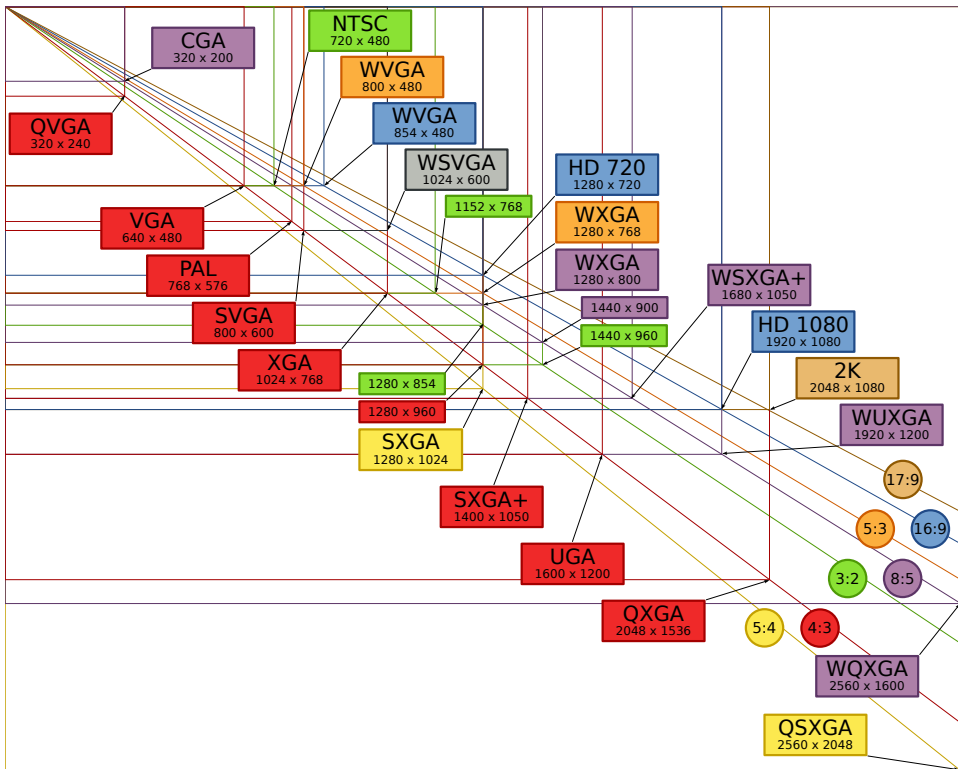 NTSC
720 x 480
CGA
320 x 200
WVGA
800 x 480
WVGA
854 x 480
QVGA
320 x 240
WSVGA
1024 x 600
HD 720
1280 x 720
1152 x 768
VGA
640 x 480
WXGA
1280 x 768
PAL
768 x 576
WXGA
1280 x 800
WSXGA+
1680 x 1050
SVGA
800 x 600
1440 x 900
HD 1080
1920 x 1080
1440 x 960
XGA
1024 x 768
1280 x 854
2K
2048 x 1080
1280 x 960
WUXGA
1920 x 1200
SXGA
1280 x 1024
17:9
SXGA+
1400 x 1050
5:3
16:9
UGA
1600 x 1200
3:2
8:5
QXGA
2048 x 1536
5:4
4:3
WQXGA
2560 x 1600
QSXGA
2560 x 2048